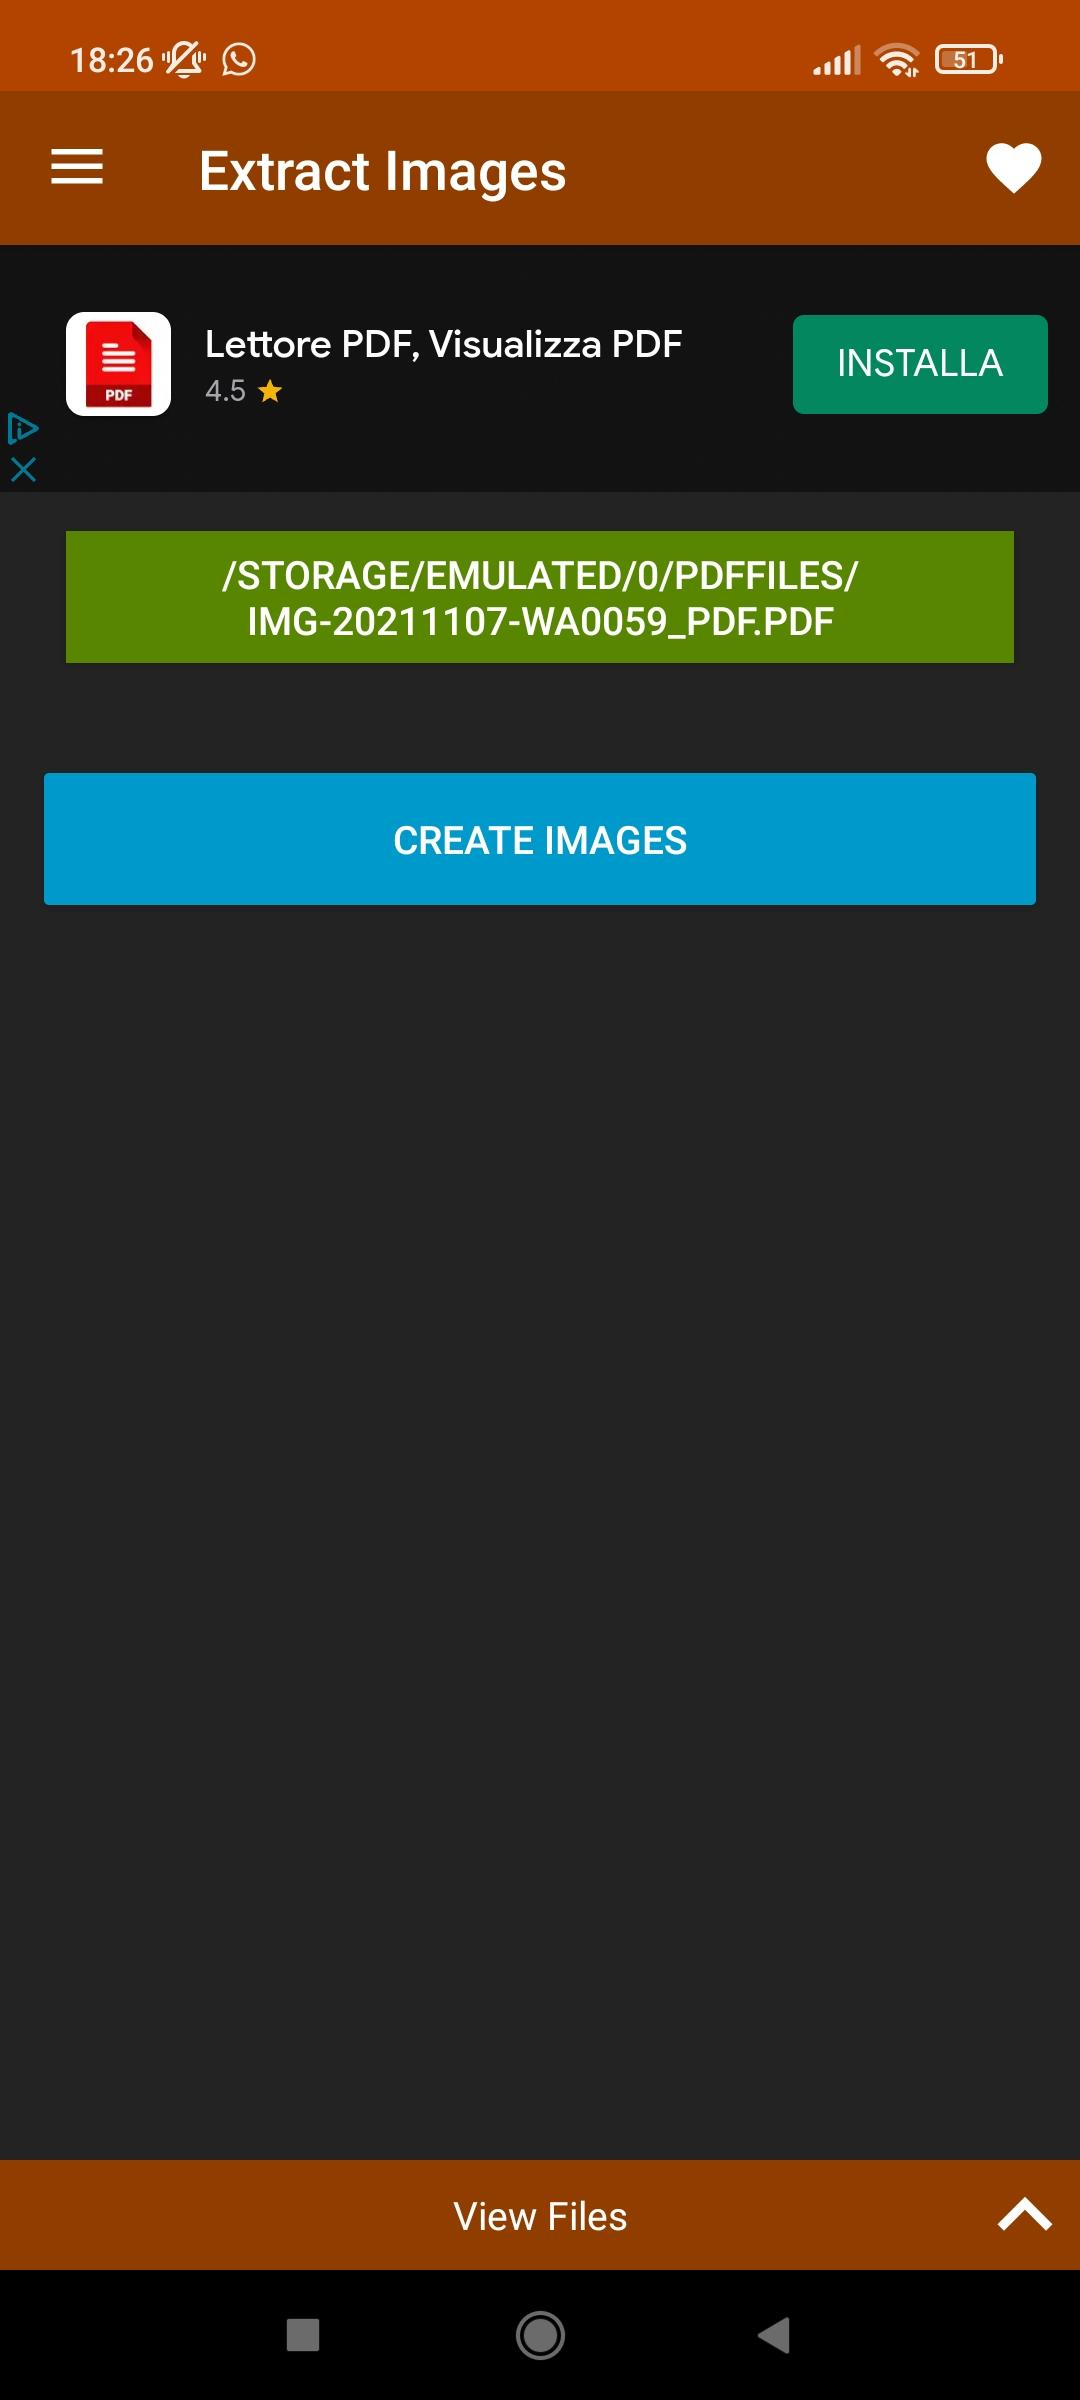 18:26
51
Extract Images
PDF
Lettore PDF, Visualizza PDF
4.5
INSTALLA
/STORAGE/EMULATED/0/PDFFILES/
IMG-20211107-WA0059_PDF.PDF
CREATE IMAGES
View Files